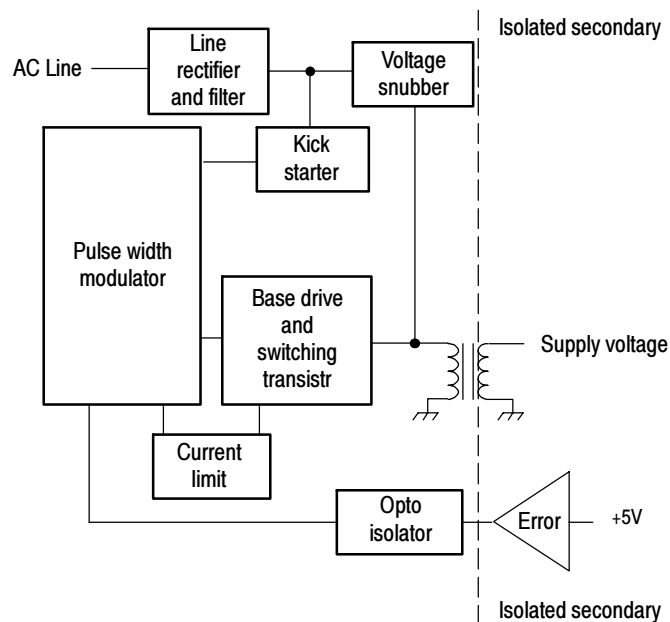 Isolated secondary
AC Line
Line
rectifier
and filter
Voltage
snubber
Kick
starter
Pulse width
modulator
Base drive
and
switching
transistr
Supply voltage
Current
limit
Opto
isolator
Error
+5V
Isolated secondary